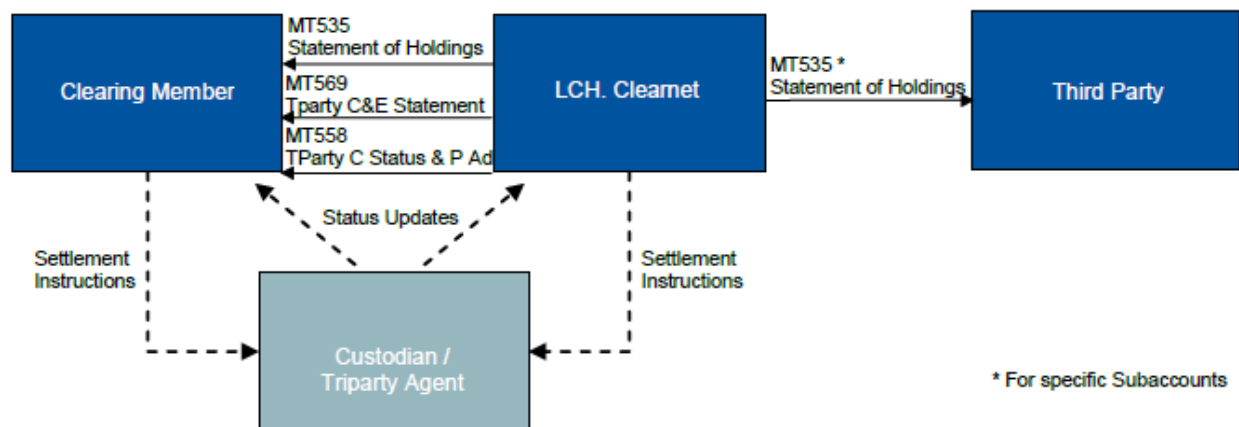 MT535
Statement of Holdings
Clearing Member
MT569
Tparty C&E Statement
MT558
TParty C Status & P Ad
LCH. Clearnet
MT535 *
Statement of Holdings
Third Party
Status Updates
Settlement
Instructions
Settlement
Instructions
Custodian /
Triparty Agent
* For specific Subaccounts